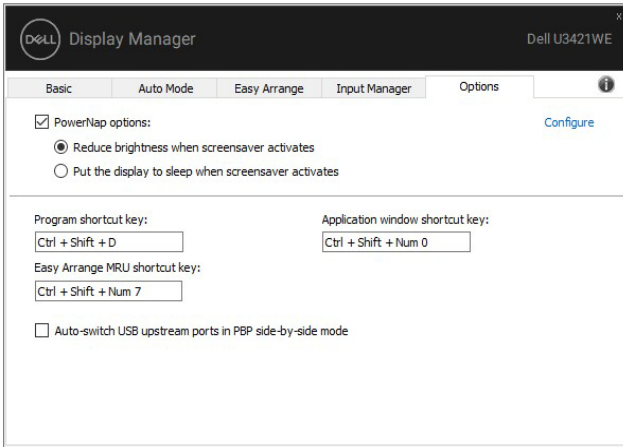 DELL Display Manager
x
Dell U3421WE
Basic
Auto Mode
Easy Arrange
Input Manager
Options
i
PowerNap options:
Configure
Reduce brightness when screensaver activates
Put the display to sleep when screensaver activates
Program shortcut key:
Application window shortcut key:
Ctrl + Shift + D
Ctrl + Shift + Num 0
Easy Arrange MRU shortcut key:
Ctrl + Shift + Num 7
Auto-switch USB upstream ports in PBP side-by-side mode